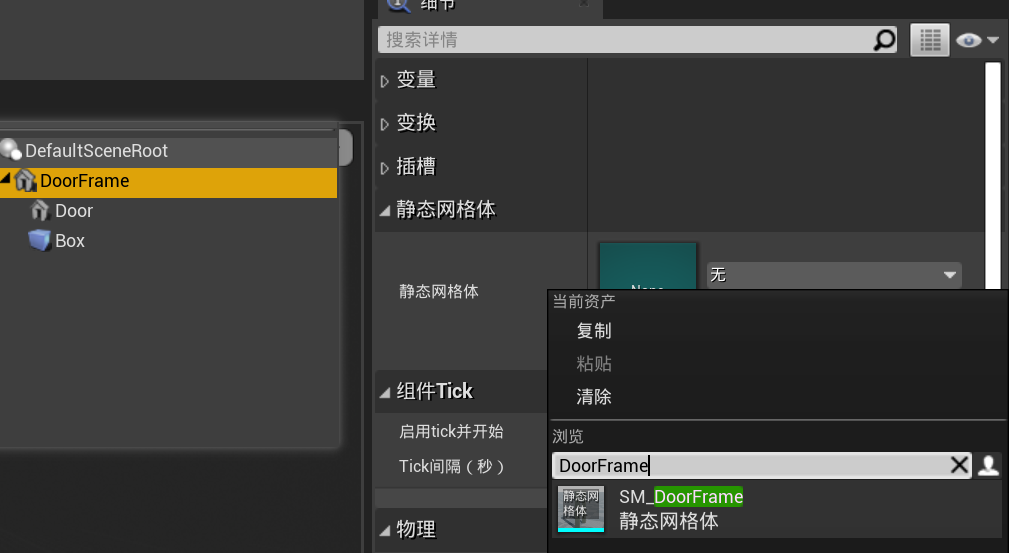 细节
搜索详情
变量
变换
插槽
静态网格体
DefaultSceneRoot
DoorFrame
Door
Box
静态网格体
None
无
当前资产
复制
粘贴
清除
浏览
DoorFrame
静态网格体
SM_DoorFrame
静态网格体
组件Tick
启用tick并开始
Tick间隔（秒）
物理